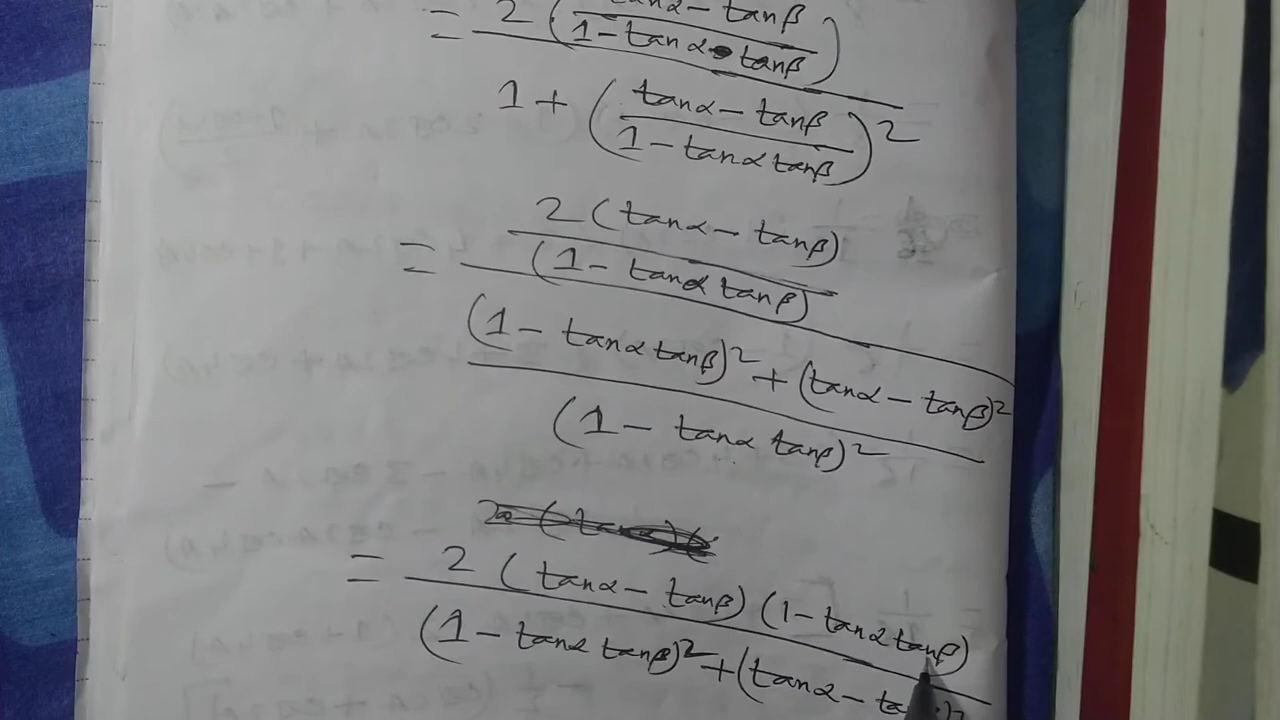 = 2 (tanα - tanβ
1 - tanα tanβ)
1 + (tanα - tanβ
1 - tanα tanβ)2
2 (tanα - tanβ)
= (1 - tanα tanβ)
(1 - tanα tanβ)2 + (tanα - tanβ)2
(1 - tanα tanβ)2
= 2 (tanα - tanβ) (1 - tanα tanβ)
(1 - tanα tanβ)2 + (tanα -